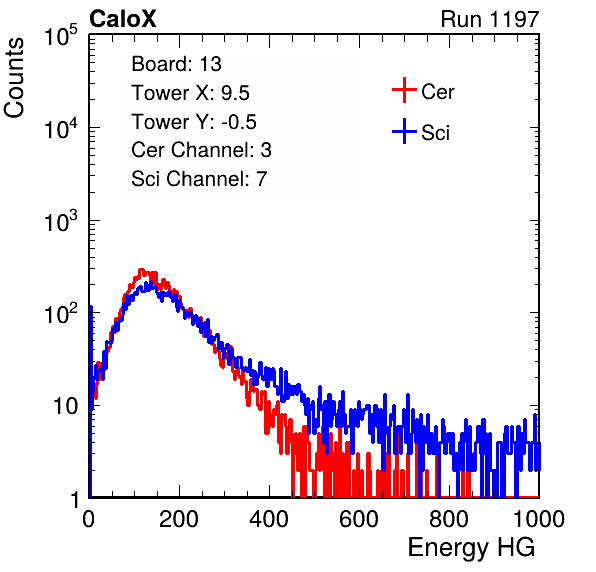 CaloX Run 1197
Counts
10^5
10^4
10^3
10^2
10
1
Board: 13
Tower X: 9.5
Tower Y: -0.5
Cer Channel: 3
Sci Channel: 7
Cer
Sci
0 200 400 600 800 1000
Energy HG